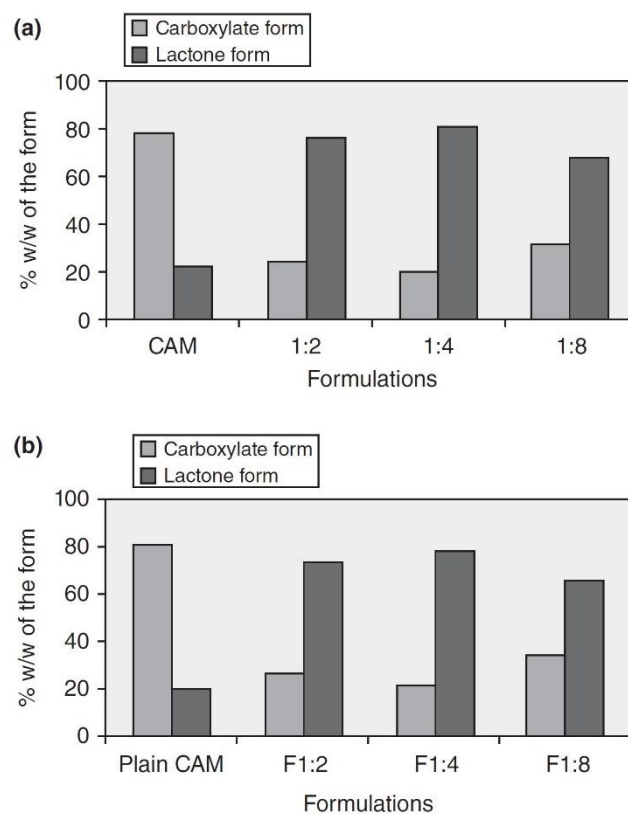 (a)
Carboxylate form
Lactone form
% w/w of the form
100
80
60
40
20
0
CAM 1:2 1:4 1:8
Formulations
(b)
Carboxylate form
Lactone form
% w/w of the form
100
80
60
40
20
0
Plain CAM F1:2 F1:4 F1:8
Formulations